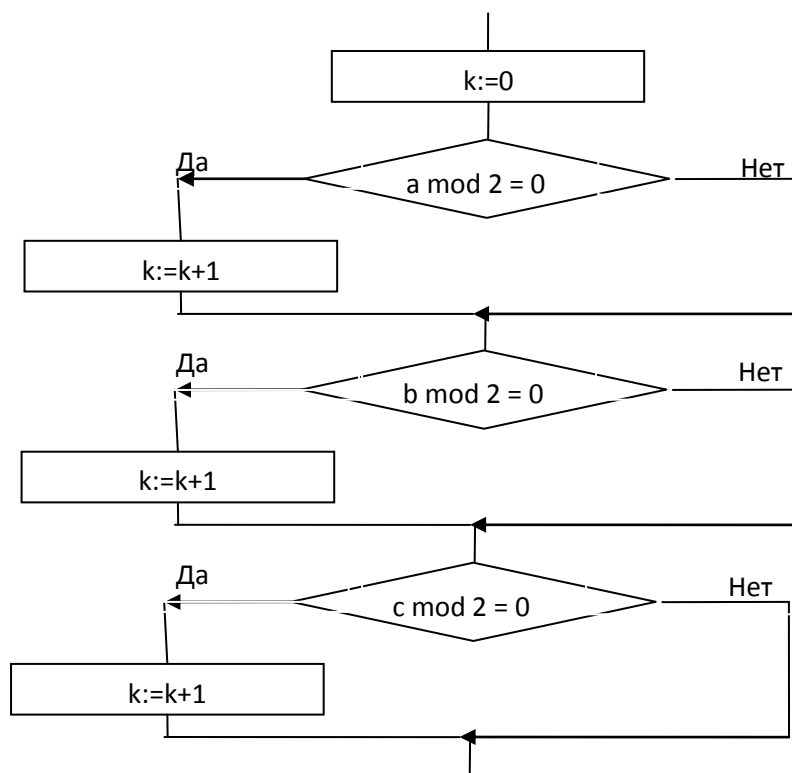 k:=0
Да
Нет
a mod 2 = 0
k:=k+1
Да
Нет
b mod 2 = 0
k:=k+1
Да
Нет
c mod 2 = 0
k:=k+1